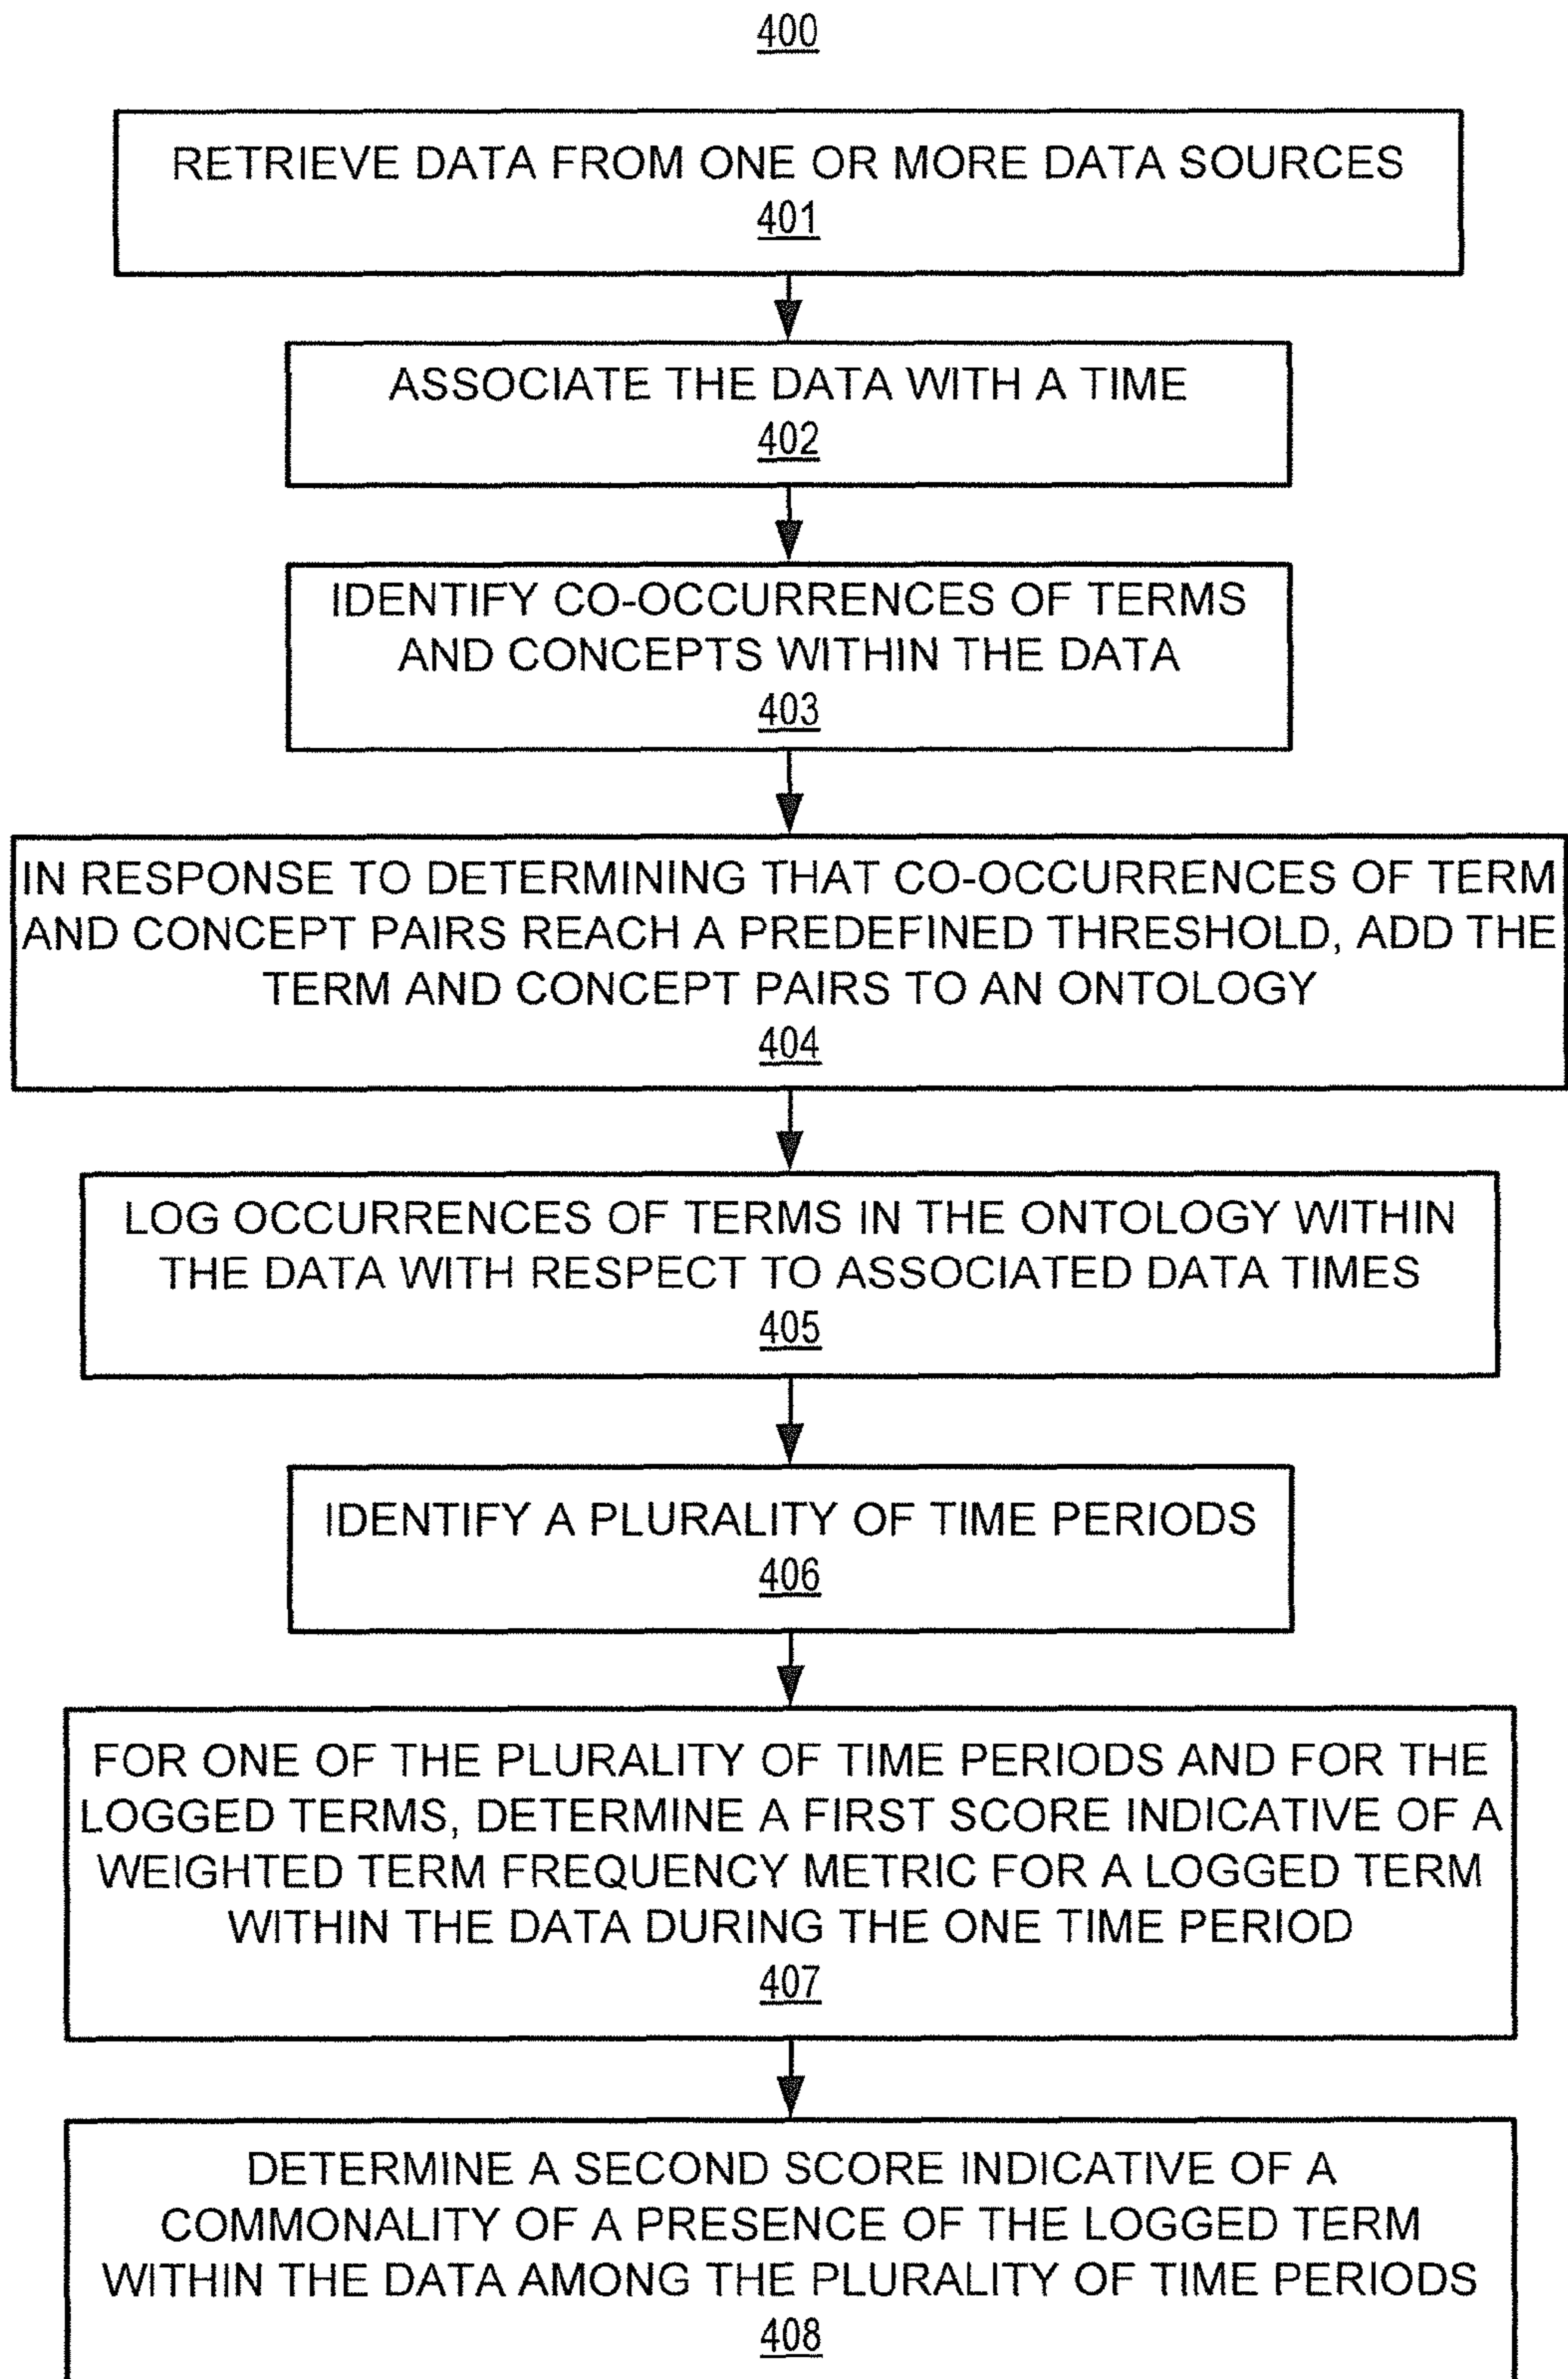 400
RETRIEVE DATA FROM ONE OR MORE DATA SOURCES
401
ASSOCIATE THE DATA WITH A TIME
402
IDENTIFY CO-OCCURRENCES OF TERMS
AND CONCEPTS WITHIN THE DATA
403
IN RESPONSE TO DETERMINING THAT CO-OCCURRENCES OF TERM
AND CONCEPT PAIRS REACH A PREDEFINED THRESHOLD, ADD THE
TERM AND CONCEPT PAIRS TO AN ONTOLOGY
404
LOG OCCURRENCES OF TERMS IN THE ONTOLOGY WITHIN
THE DATA WITH RESPECT TO ASSOCIATED DATA TIMES
405
IDENTIFY A PLURALITY OF TIME PERIODS
406
FOR ONE OF THE PLURALITY OF TIME PERIODS AND FOR THE
LOGGED TERMS, DETERMINE A FIRST SCORE INDICATIVE OF A
WEIGHTED TERM FREQUENCY METRIC FOR A LOGGED TERM
WITHIN THE DATA DURING THE ONE TIME PERIOD
407
DETERMINE A SECOND SCORE INDICATIVE OF A
COMMONALITY OF A PRESENCE OF THE LOGGED TERM
WITHIN THE DATA AMONG THE PLURALITY OF TIME PERIODS
408